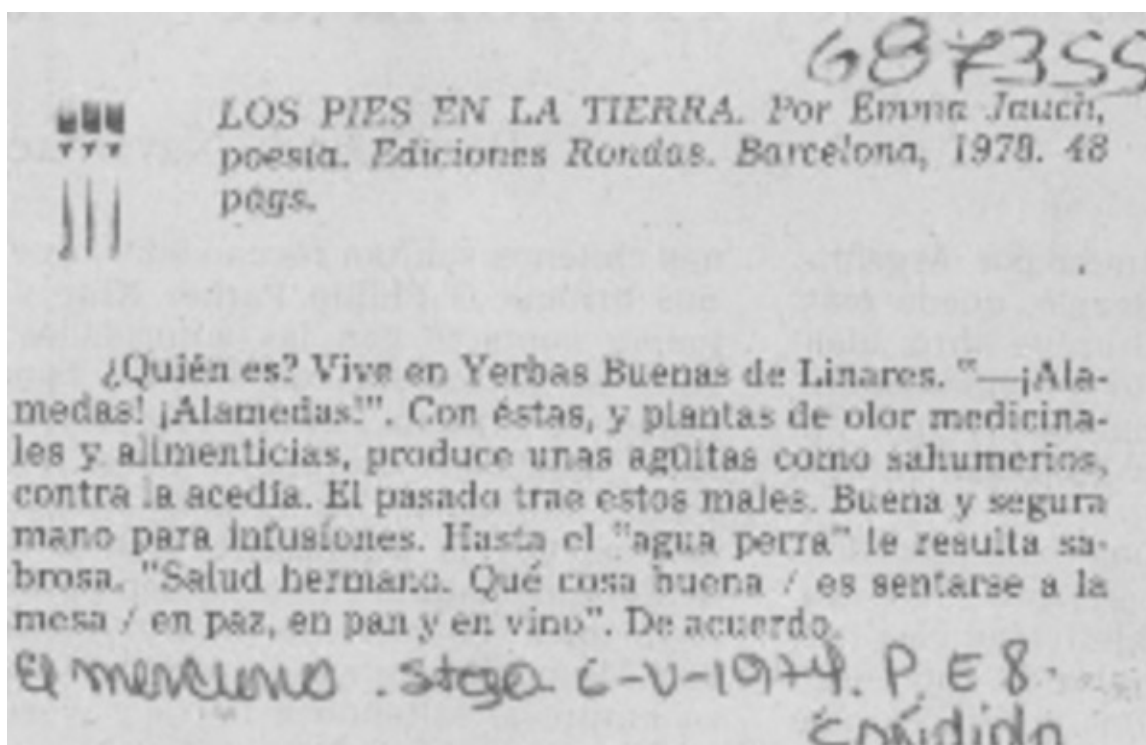 687355
LOS PIES EN LA TIERRA. Por Emma Jauch,
poesía. Ediciones Rondas. Barcelona, 1978. 48
págs.
¿Quién es? Vive en Yerbas Buenas de Linares. "—¡Ala-
medas! ¡Alamedas!". Con éstas, y plantas de olor medicina-
les y alimenticias, produce unas agüitas como sahumerios,
contra la acedía. El pasado trae estos males. Buena y segura
mano para infusiones. Hasta el "agua perra" le resulta sa-
brosa. "Salud hermano. Qué cosa buena / es sentarse a la
mesa / en paz, en pan y en vino". De acuerdo.
El mercurio. stgo 6-V-1979. P. E 8.
Cándido